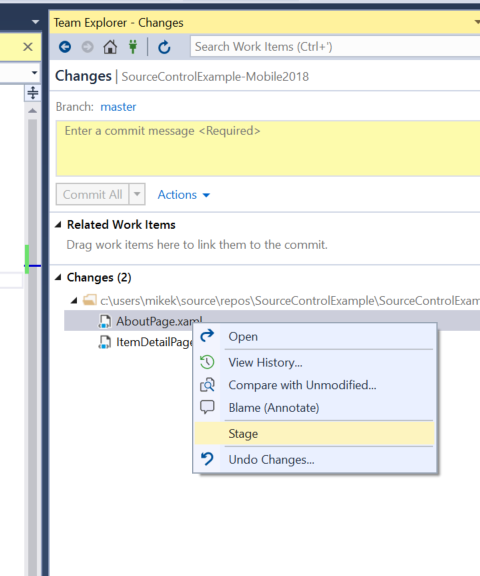 Team Explorer - Changes
Search Work Items (Ctrl+')
Changes | SourceControlExample-Mobile2018
Branch: master
Enter a commit message <Required>
Commit All Actions
Related Work Items
Drag work items here to link them to the commit.
Changes (2)
c:\users\mikek\source\repos\SourceControlExample\SourceControlExam
AboutPage.xaml
ItemDetailPage
Open
View History...
Compare with Unmodified...
Blame (Annotate)
Stage
Undo Changes...